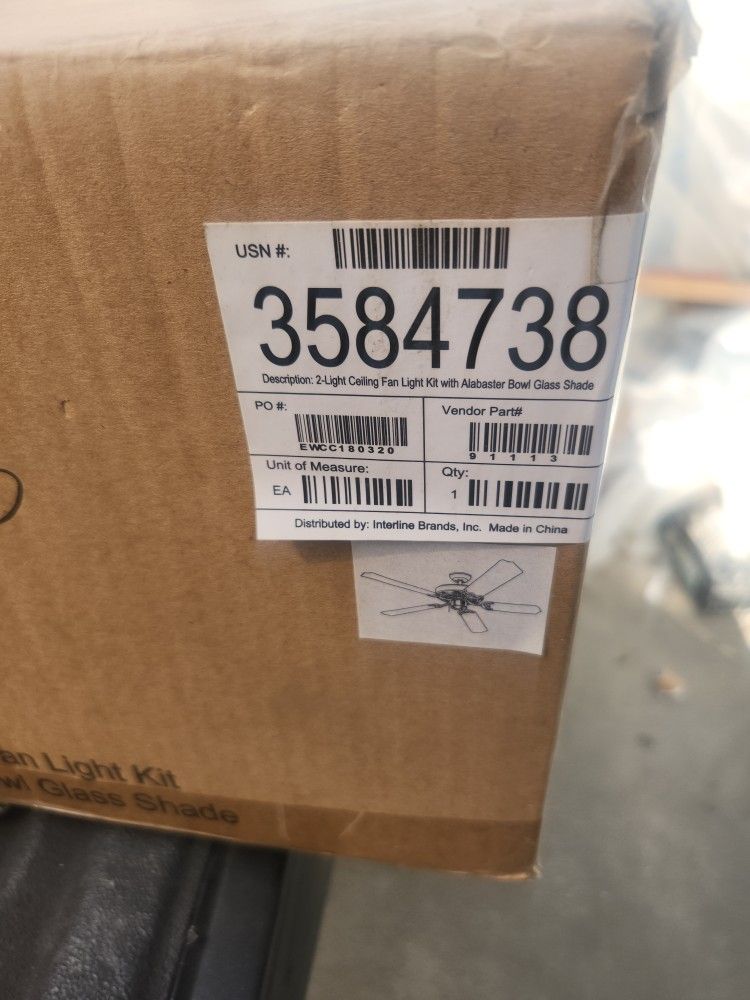 USN #:
3584738
Description: 2-Light Ceiling Fan Light Kit with Alabaster Bowl Glass Shade
PO #:
EWCC180320
Vendor Part#
91113
Unit of Measure:
EA
Qty:
1
Distributed by: Interline Brands, Inc. Made in China
an Light Kit
wl Glass Shade